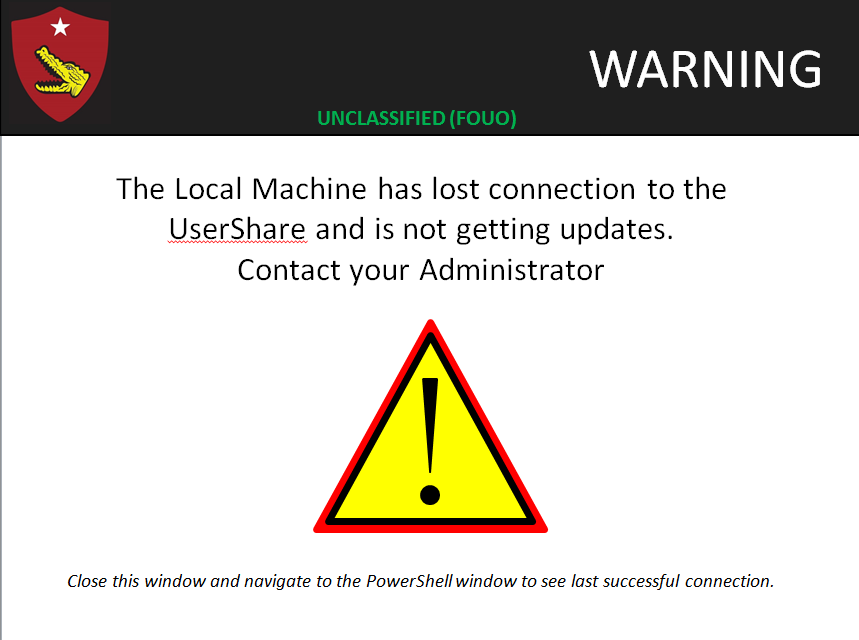 WARNING
UNCLASSIFIED (FOUO)
The Local Machine has lost connection to the
UserShare and is not getting updates.
Contact your Administrator
!
Close this window and navigate to the PowerShell window to see last successful connection.